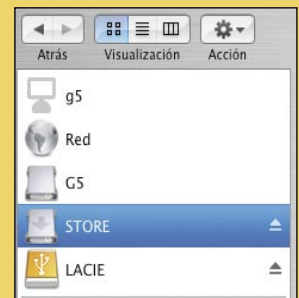 Atrás Visualización Acción
g5
Red
G5
STORE
LACIE